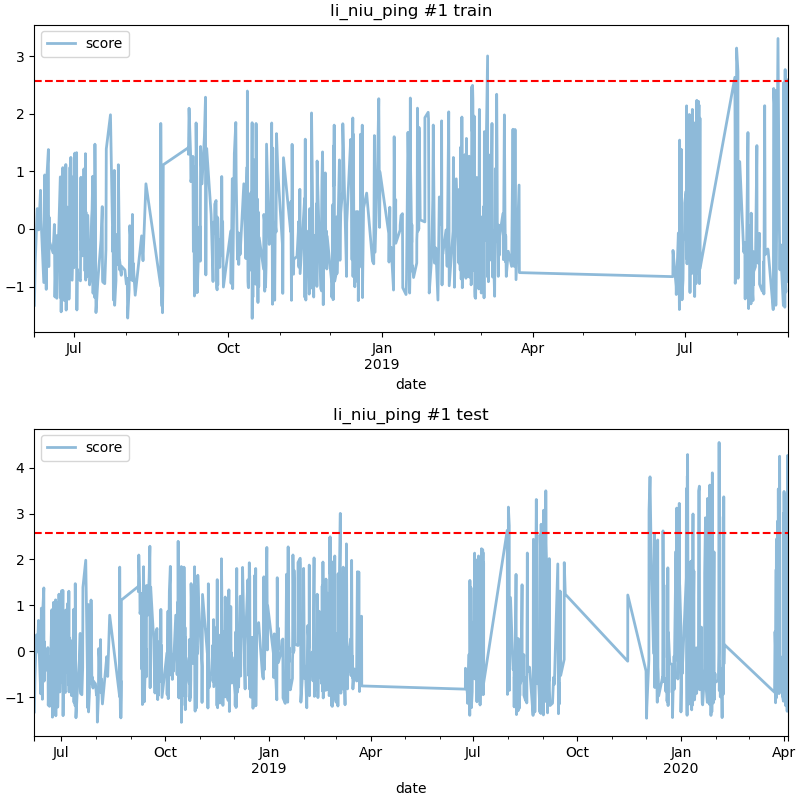 li_niu_ping #1 train
score
3
2
1
0
−1
Jul Oct Jan Apr Jul
2019
date
li_niu_ping #1 test
score
4
3
2
1
0
−1
Jul Oct Jan Apr Jul Oct Jan Apr
2019 2020
date